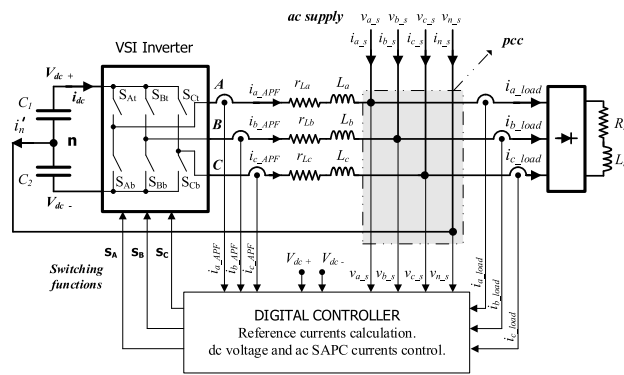 ac supply
v_a_s v_b_s v_c_s v_n_s
i_a_s i_b_s i_c_s i_n_s
pcc
VSI Inverter
V_dc +
i_dc
C_1
i_n'
n
C_2
V_dc -
S_At S_Bt S_Ct
S_Ab S_Bb S_Cb
A i_a_APF r_La L_a i_a_load
B i_b_APF r_Lb L_b i_b_load
C i_c_APF r_Lc L_c i_c_load
S_A S_B S_C
Switching
functions
i_a_APF i_b_APF i_c_APF
V_dc + V_dc -
v_a_s v_b_s v_c_s v_n_s
i_a_load
i_b_load
i_c_load
DIGITAL CONTROLLER
Reference currents calculation.
dc voltage and ac SAPC currents control.